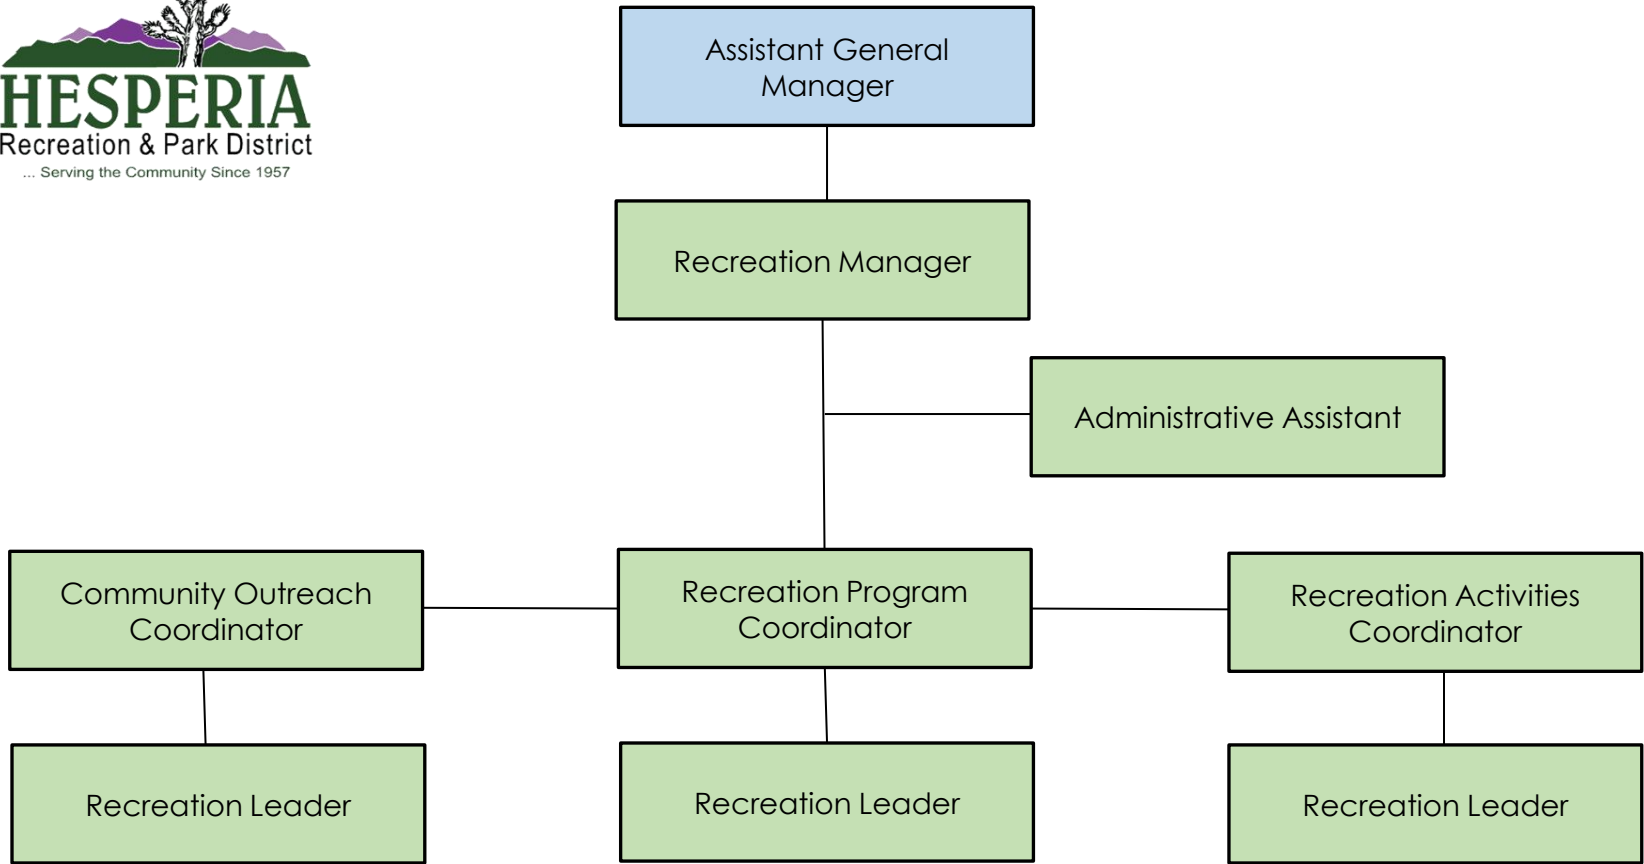 HESPERIA
Recreation & Park District
... Serving the Community Since 1957
Assistant General
Manager
Recreation Manager
Administrative Assistant
Community Outreach
Coordinator
Recreation Program
Coordinator
Recreation Activities
Coordinator
Recreation Leader
Recreation Leader
Recreation Leader